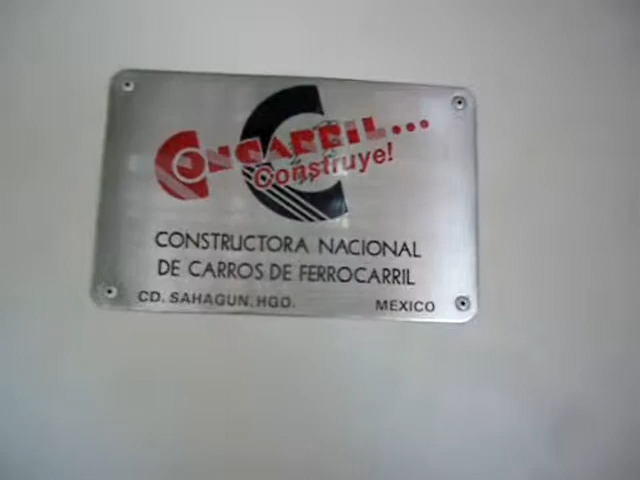 CONCARRIL...
Construye!
CONSTRUCTORA NACIONAL
DE CARROS DE FERROCARRIL
CD. SAHAGUN, HGO. MEXICO